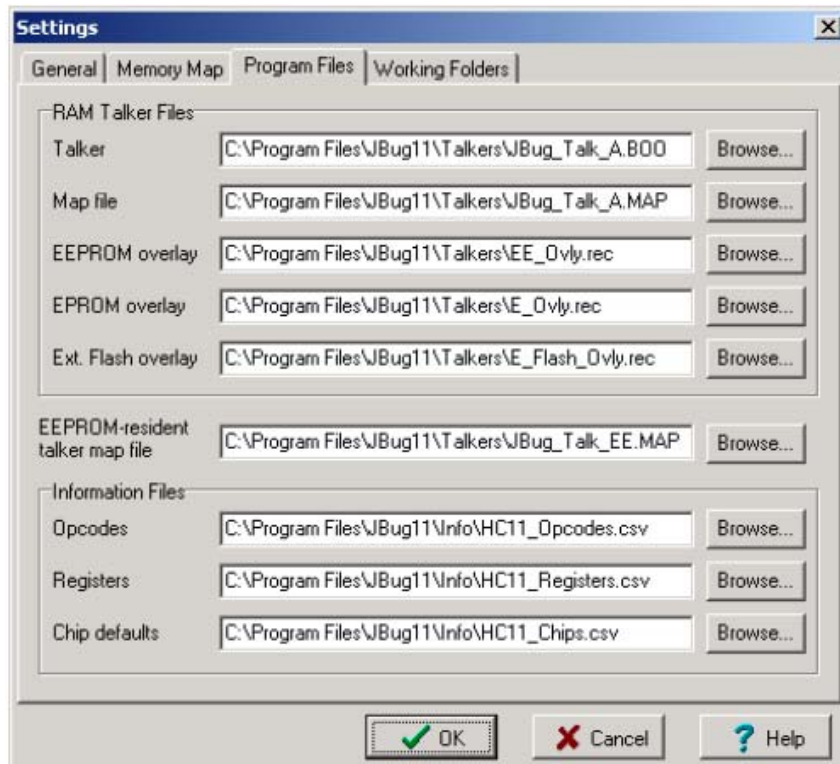 Settings
General Memory Map Program Files Working Folders
RAM Talker Files
Talker C:\Program Files\JBug11\Talkers\JBug_Talk_A.BOO Browse...
Map file C:\Program Files\JBug11\Talkers\JBug_Talk_A.MAP Browse...
EEPROM overlay C:\Program Files\JBug11\Talkers\EE_Ovly.rec Browse...
EPROM overlay C:\Program Files\JBug11\Talkers\E_Ovly.rec Browse...
Ext. Flash overlay C:\Program Files\JBug11\Talkers\E_Flash_Ovly.rec Browse...
EEPROM-resident
talker map file C:\Program Files\JBug11\Talkers\JBug_Talk_EE.MAP Browse...
Information Files
Opcodes C:\Program Files\JBug11\Info\HC11_Opcodes.csv Browse...
Registers C:\Program Files\JBug11\Info\HC11_Registers.csv Browse...
Chip defaults C:\Program Files\JBug11\Info\HC11_Chips.csv Browse...
OK Cancel Help